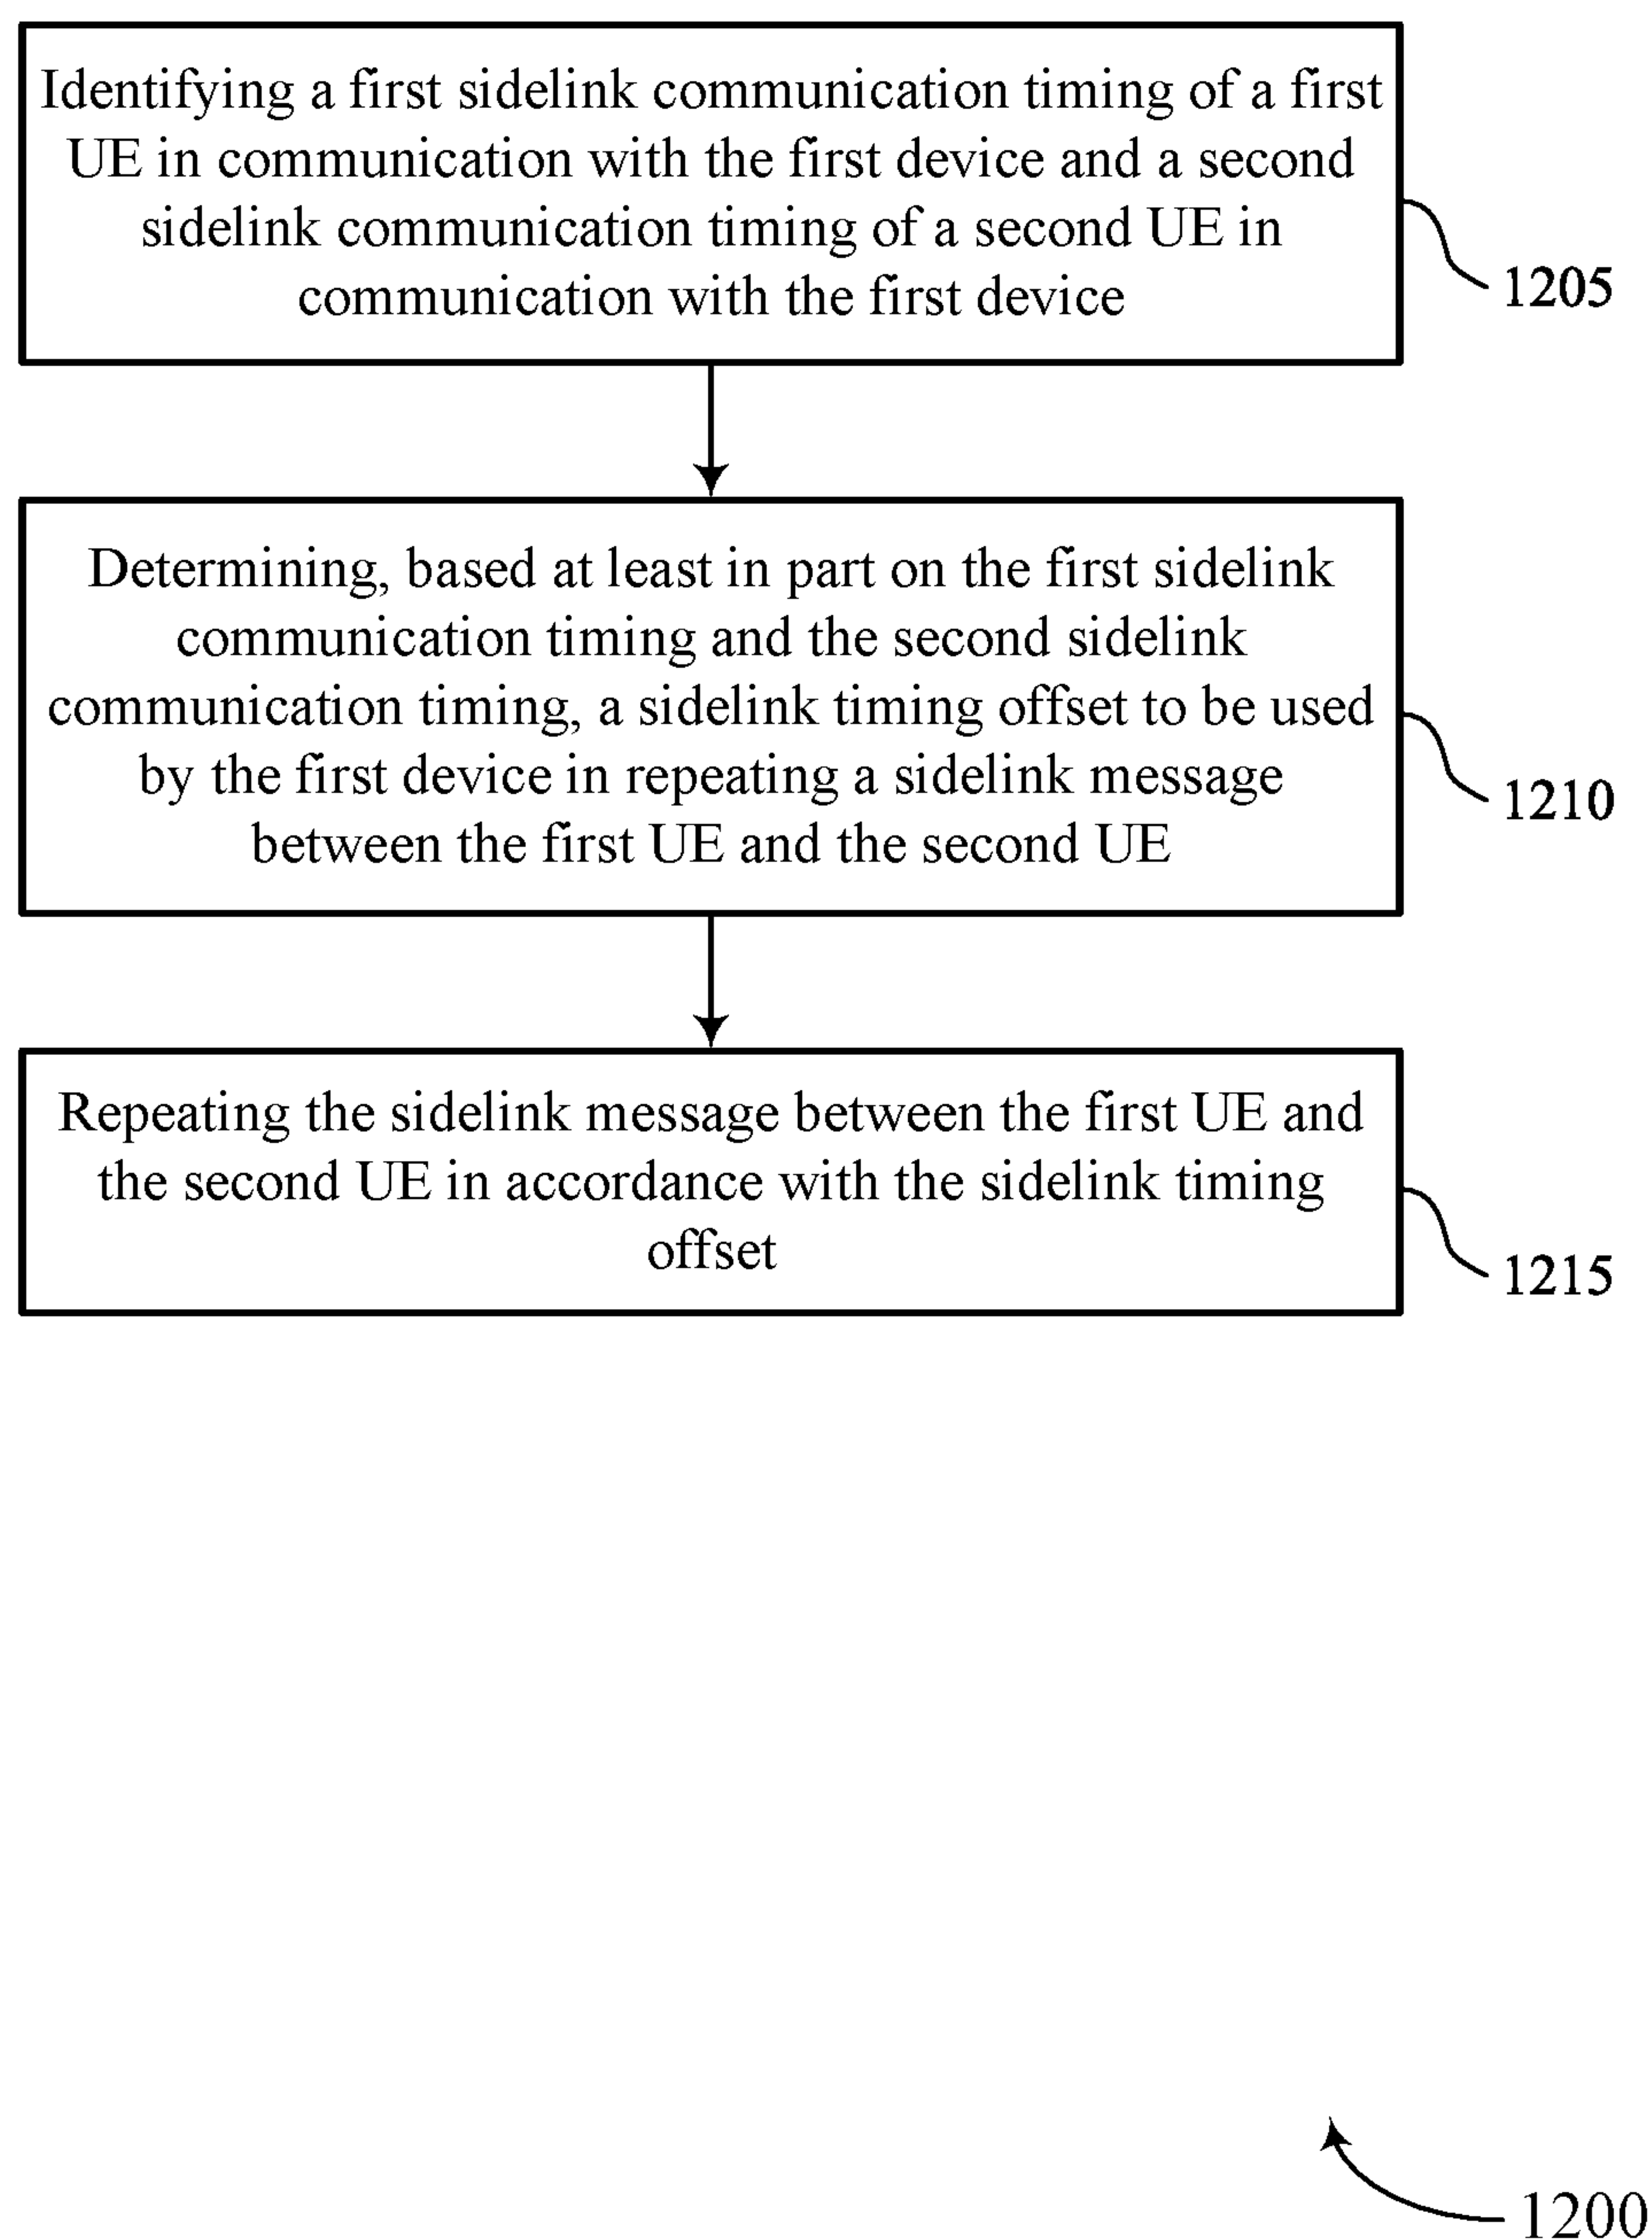 Identifying a first sidelink communication timing of a first
UE in communication with the first device and a second
sidelink communication timing of a second UE in
communication with the first device
1205
Determining, based at least in part on the first sidelink
communication timing and the second sidelink
communication timing, a sidelink timing offset to be used
by the first device in repeating a sidelink message
between the first UE and the second UE
1210
Repeating the sidelink message between the first UE and
the second UE in accordance with the sidelink timing
offset
1215
1200